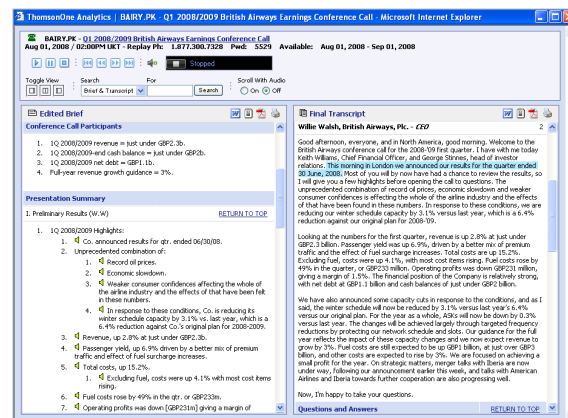 ThomsonOne Analytics | BAIRY.PK - Q1 2008/2009 British Airways Earnings Conference Call - Microsoft Internet Explorer
BAIRY.PK - Q1 2008/2009 British Airways Earnings Conference Call
Aug 01, 2008 / 02:00PM UKT - Replay Ph: 1.877.300.7328 Pwd: 5529 Available: Aug 01, 2008 - Sep 01, 2008
Stopped
Toggle View Search For Scroll With Audio
Brief & Transcript Search On Off
Edited Brief
Conference Call Participants
1. 1Q 2008/2009 revenue = just under GBP2.3b.
2. 1Q 2008/2009-end cash balance = just under GBP2b.
3. 1Q 2008/2009 net debt = GBP1.1b.
4. Full-year revenue growth guidance = 3%.
Presentation Summary
I. Preliminary Results (W.W) RETURN TO TOP
1. 1Q 2008/2009 Highlights:
1. Co. announced results for qtr. ended 06/30/08.
2. Unprecedented combination of:
1. Record oil prices.
2. Economic slowdown.
3. Weaker consumer confidences affecting the whole of
the airline industry and the effects of that have been felt
in these numbers.
4. In response to these conditions, Co. is reducing its
winter schedule capacity by 3.1% vs. last year, which is a
6.4% reduction against Co.'s original plan for 2008-2009.
3. Revenue, up 2.8% at just under GBP2.3b.
4. Passenger yield, up 6.9% driven by a better mix of premium
traffic and effect of fuel surcharge increases.
5. Total costs, up 15.2%.
1. Excluding fuel, costs were up 4.1% with most cost items
rising.
6. Fuel costs rose by 49% in the qtr. or GBP233m.
7. Operating profits was down [GBP231m] giving a margin of
Final Transcript
Willie Walsh, British Airways, Plc. - CEO 2
Good afternoon, everyone, and in North America, good morning. Welcome to the
British Airways conference call for the 2008-'09 first quarter. I have with me today
Keith Williams, Chief Financial Officer, and George Stinnes, head of investor
relations. This morning in London we announced our results for the quarter ended
30 June, 2008. Most of you will by now have had a chance to review the results, so
I will give you a few highlights before opening the call to questions. The
unprecedented combination of record oil prices, economic slowdown and weaker
consumer confidences is effecting the whole of the airline industry and the effects
of that have been found in these numbers. In response to these conditions, we are
reducing our winter schedule capacity by 3.1% versus last year, which is a 6.4%
reduction against our original plan for 2008-'09.
Looking at the numbers for the first quarter, revenue is up 2.8% at just under
GBP2.3 billion. Passenger yield was up 6.9%, driven by a better mix of premium
traffic and the effect of fuel surcharge increases. Total costs are up 15.2%.
Excluding fuel, costs were up 4.1%, with most cost items rising. Fuel costs rose by
49% in the quarter, or GBP233 million. Operating profits was down GBP231 million,
giving a margin of 1.5%. The financial position of the Company is relatively strong,
with net debt at GBP1.1 billion and cash balances of just under GBP2 billion.
We have also announced some capacity cuts in response to the conditions, and as I
said, the winter schedule will now be reduced by 3.1% versus last year's 6.4%
versus our original plan. For the year as a whole, ASKs will now be down by 0.3%
versus last year. The changes will be achieved largely through targeted frequency
reductions by protecting our network schedule and slots. Our guidance for the full
year reflects the impact of these capacity changes and we now expect revenue to
grow by 3%. Fuel costs are still expected to be up GBP1 billion, at just over GBP3
billion, and other costs are expected to rise by 3%. We are focused on achieving a
small profit for the year. On strategic matters, merger talks with Iberia are now
under way, following our announcement earlier this week, and talks with American
Airlines and Iberia towards further cooperation are also progressing well.
Now, I'm happy to take your questions.
Questions and Answers RETURN TO TOP